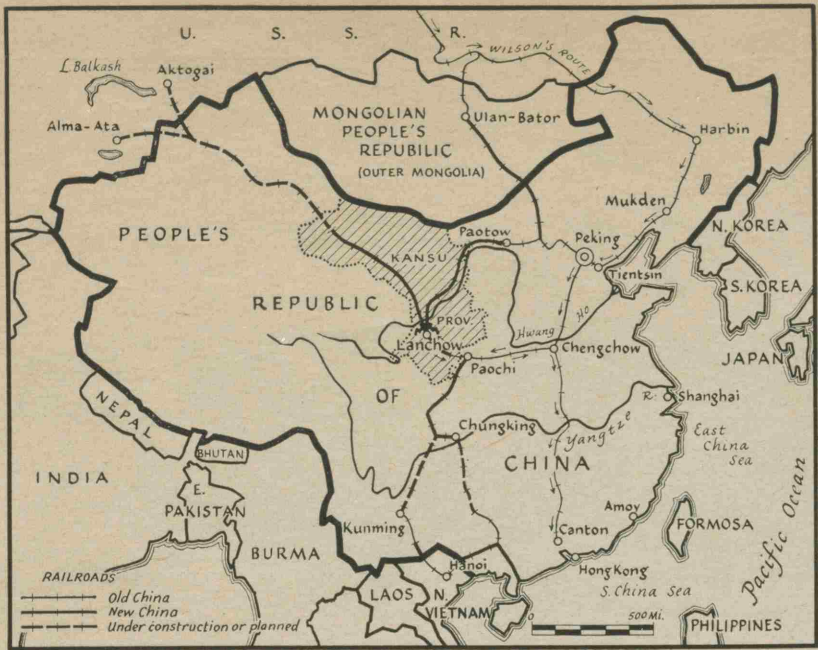 U. S. S. R.
WILSON'S ROUTE
L. Balkash
Aktogai
Alma-Ata
MONGOLIAN
PEOPLE'S
REPUBILIC
(OUTER MONGOLIA)
Ulan-Bator
Harbin
Mukden
PEOPLE'S
Paotow
Peking
N. KOREA
KANSU
Tientsin
S. KOREA
REPUBLIC
PROV.
Hwang HO
Lanchow
Chengchow
JAPAN
Paochi
OF
NEPAL
R.
Shanghai
Chungking
Yangtze
East
China
Sea
BHUTAN
CHINA
INDIA
E.
PAKISTAN
Kunming
Amoy
FORMOSA
Pacific Ocean
BURMA
Canton
Hanoi
Hong Kong
S. China Sea
LAOS
N.
VIETNAM
PHILIPPINES
RAILROADS
Old China
New China
Under construction or planned
0 500 Mi.